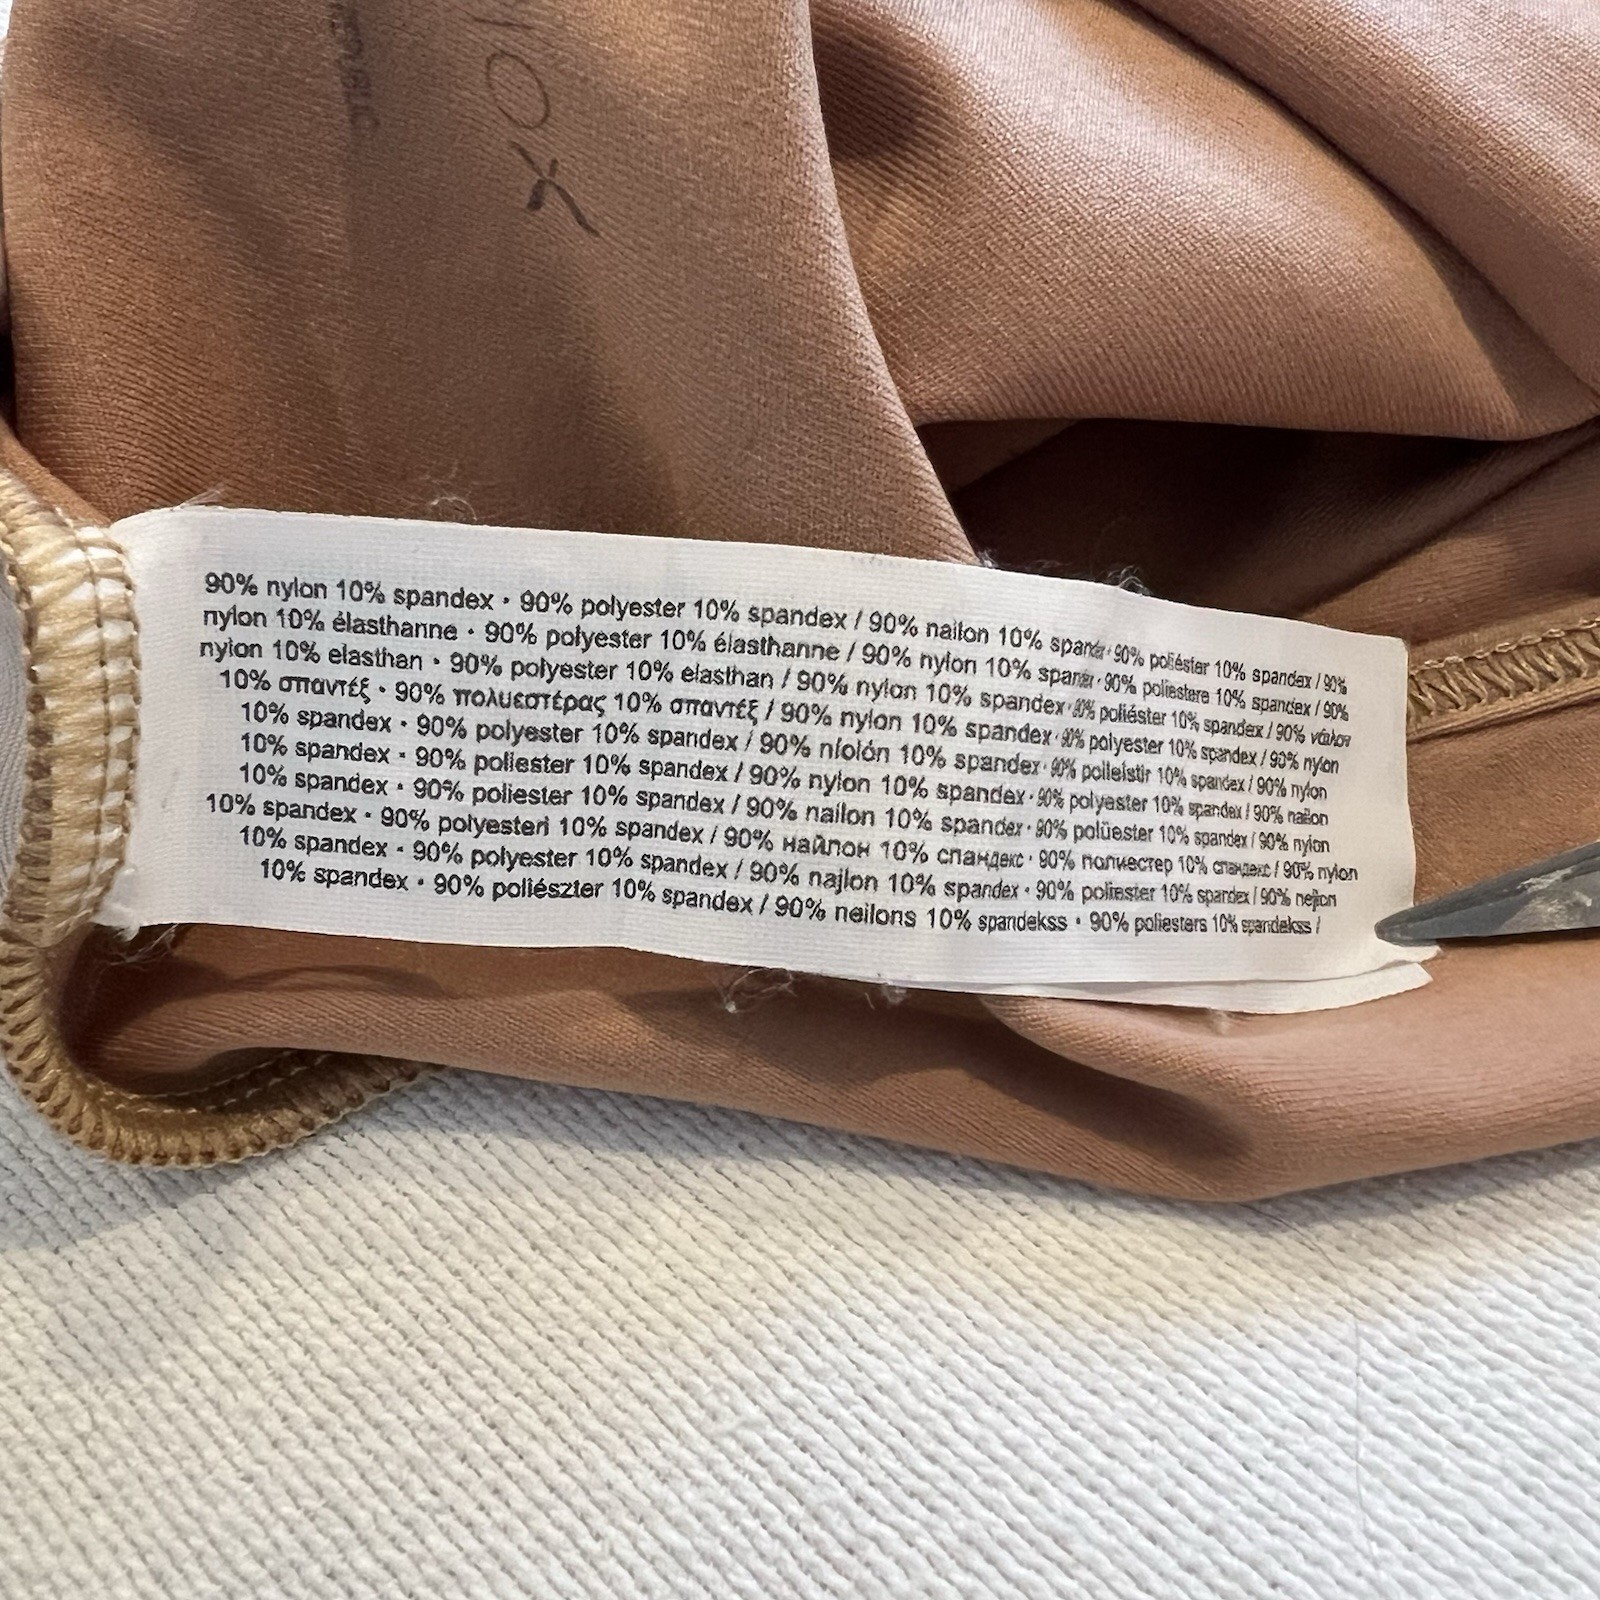 90% nylon 10% spandex • 90% polyester 10% spandex / 90% nailon 10% • 90% poliéster 10% spandex / 90%
nylon 10% élasthanne • 90% polyester 10% élasthanne / 90% nylon 10% • 90% poliestere 10% spandex / 90%
nylon 10% elasthan • 90% polyester 10% elasthan / 90% nylon 10% spandex • 90% poliéster 10% spandex / 90% νάιλον
10% σπαντέξ • 90% πολυεστέρας 10% σπαντέξ / 90% nylon 10% spandex • 90% polyester 10% spandex / 90% nylon
10% spandex • 90% polyester 10% spandex / 90% níolón 10% spandex • 90% poileistir 10% spandex / 90% nylon
10% spandex • 90% poliester 10% spandex / 90% nylon 10% spandex • 90% polyester 10% spandex / 90% nailon
10% spandex • 90% poliester 10% spandex / 90% nailon 10% spandex • 90% polüester 10% spandex / 90% nylon
10% spandex • 90% polyesteri 10% spandex / 90% найлон 10% спандекс • 90% полиестер 10% спандекс / 90% nylon
10% spandex • 90% polyester 10% spandex / 90% najlon 10% spandex • 90% poliester 10% spandex / 90% nejlon
10% spandex • 90% poliészter 10% spandex / 90% neilons 10% spandekss • 90% poliesters 10% spandekss /